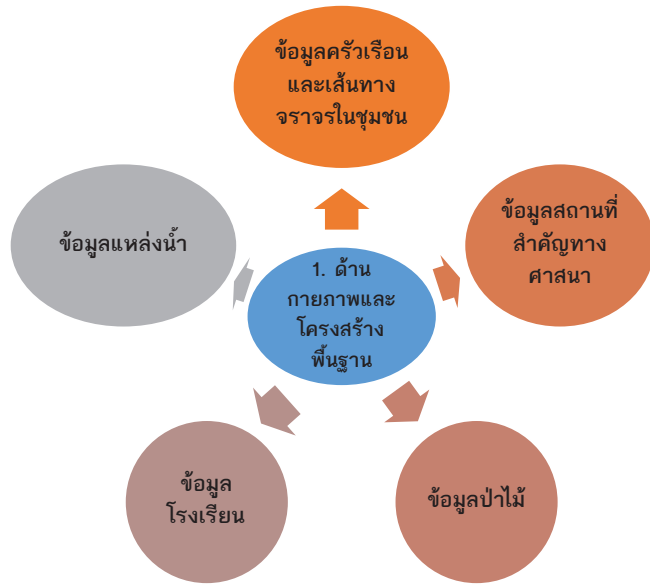 ข้อมูลครัวเรือน
และเส้นทาง
จราจรในชุมชน
ข้อมูลแหล่งน้ำ
ข้อมูลสถานที่
สำคัญทาง
ศาสนา
1. ด้าน
กายภาพและ
โครงสร้าง
พื้นฐาน
ข้อมูล
โรงเรียน
ข้อมูลป่าไม้